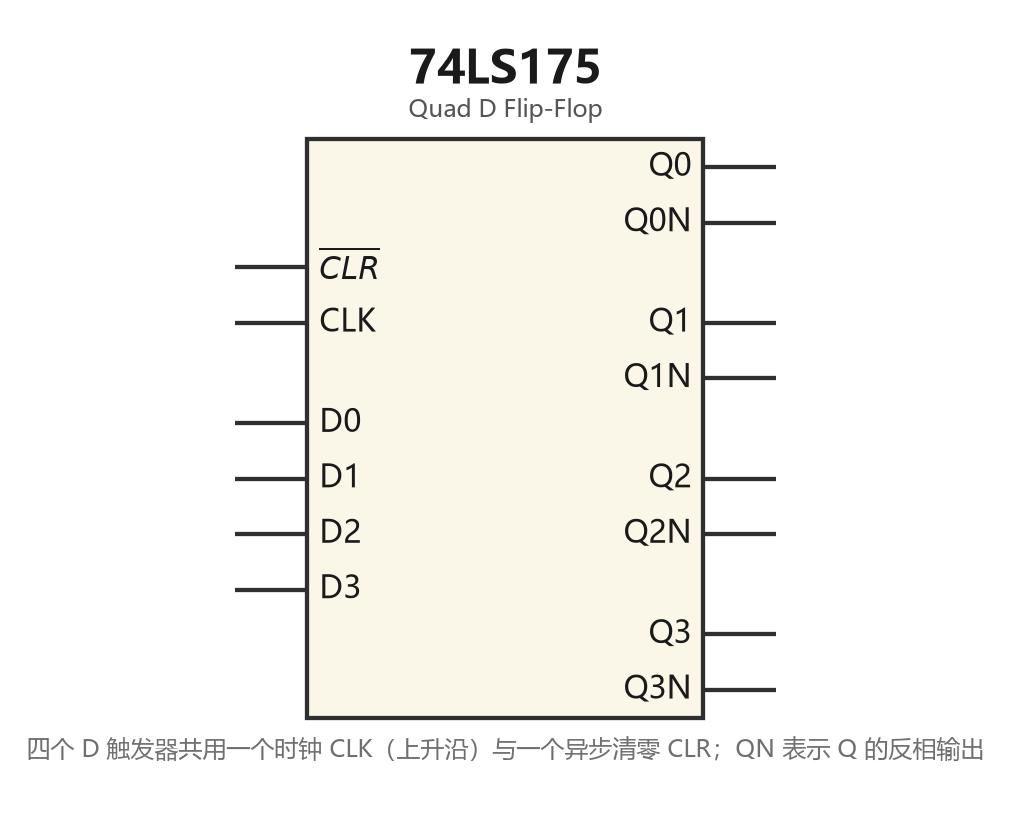 74LS175
Quad D Flip-Flop
Q0
Q0N
CLR
CLK
Q1
Q1N
D0
D1
Q2
D2
Q2N
D3
Q3
Q3N
四个 D 触发器共用一个时钟 CLK（上升沿）与一个异步清零 CLR；QN 表示 Q 的反相输出